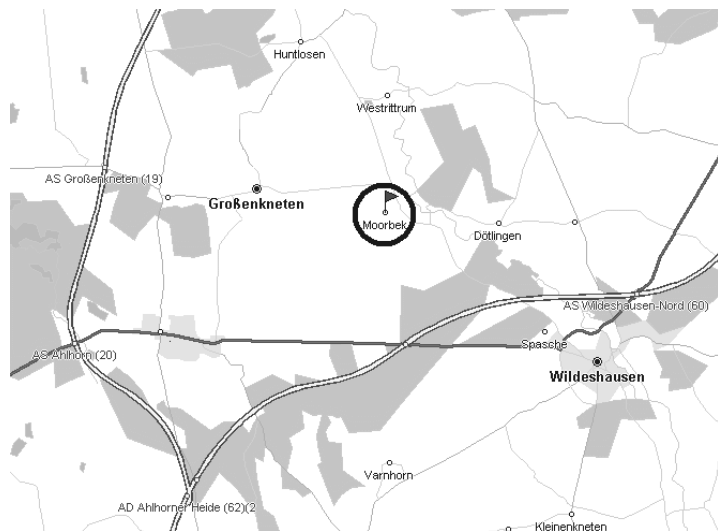 Huntlosen
Westrittrum
AS Großenkneten (19)
Großenkneten
Moorbek
Dötlingen
AS Wildeshausen-Nord (60)
Spasche
AS Ahlhorn (20)
Wildeshausen
Varnhorn
AD Ahlhorner Heide (62)(2
Kleinenkneten